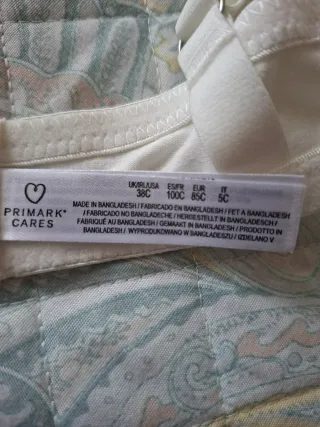 PRIMARK®
CARES
UK/IRL/USA ES/FR EUR IT
38C 100C 85C 5C
MADE IN BANGLADESH / FABRICADO EN BANGLADESH / FET A BANGLADESH
/ FABRICADO NO BANGLADECHE / HERGESTELLT IN BANGLADESCH /
FABRIQUÉ AU BANGLADESH / GEMAAKT IN BANGLADESH / PRODOTTO IN
BANGLADESH / WYPRODUKOWANO W BANGLADESZU / IZDELANO V